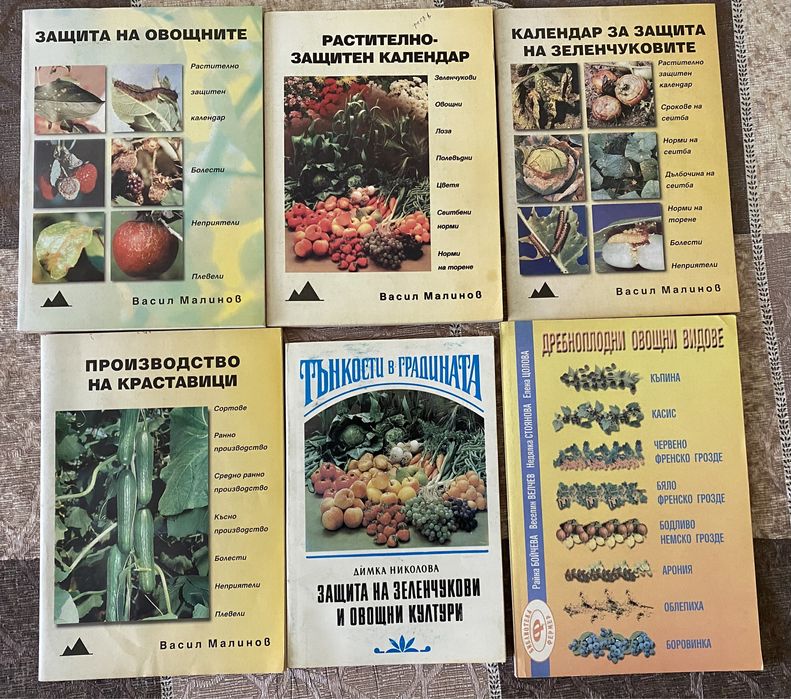 ЗАЩИТА НА ОВОЩНИТЕ
Растително
защитен
календар
Болести
Неприятели
Плевели
Васил Малинов
РАСТИТЕЛНО-
ЗАЩИТЕН КАЛЕНДАР
Зеленчукови
Овощни
Лоза
Полевъдни
Цветя
Сеитбени
норми
Норми
на торене
Васил Малинов
КАЛЕНДАР ЗА ЗАЩИТА
НА ЗЕЛЕНЧУКОВИТЕ
Растително
защитен
календар
Срокове на
сеитба
Норми на
сеитба
Дълбочина на
сеитба
Норми на
торене
Болести
Неприятели
Васил Малинов
ПРОИЗВОДСТВО
НА КРАСТАВИЦИ
Сортове
Ранно
производство
Средно ранно
производство
Късно
производство
Болести
Неприятели
Плевели
Васил Малинов
ТЪНКОСТИ В ГРАДИНАТА
ДИМКА НИКОЛОВА
ЗАЩИТА НА ЗЕЛЕНЧУКОВИ
И ОВОЩНИ КУЛТУРИ
ДРЕБНОПЛОДНИ ОВОЩНИ ВИДОВЕ
Райна БОЙЧЕВА Веселин ВЕЛЧЕВ Недялка СТОЯНОВА Елена ЦОЛОВА
КЪПИНА
КАСИС
ЧЕРВЕНО
ФРЕНСКО ГРОЗДЕ
БЯЛО
ФРЕНСКО ГРОЗДЕ
БОДЛИВО
НЕМСКО ГРОЗДЕ
АРОНИЯ
ОБЛЕПИХА
БОРОВИНКА
БИБЛИОТЕКА
Ф
ФЕРМЕР